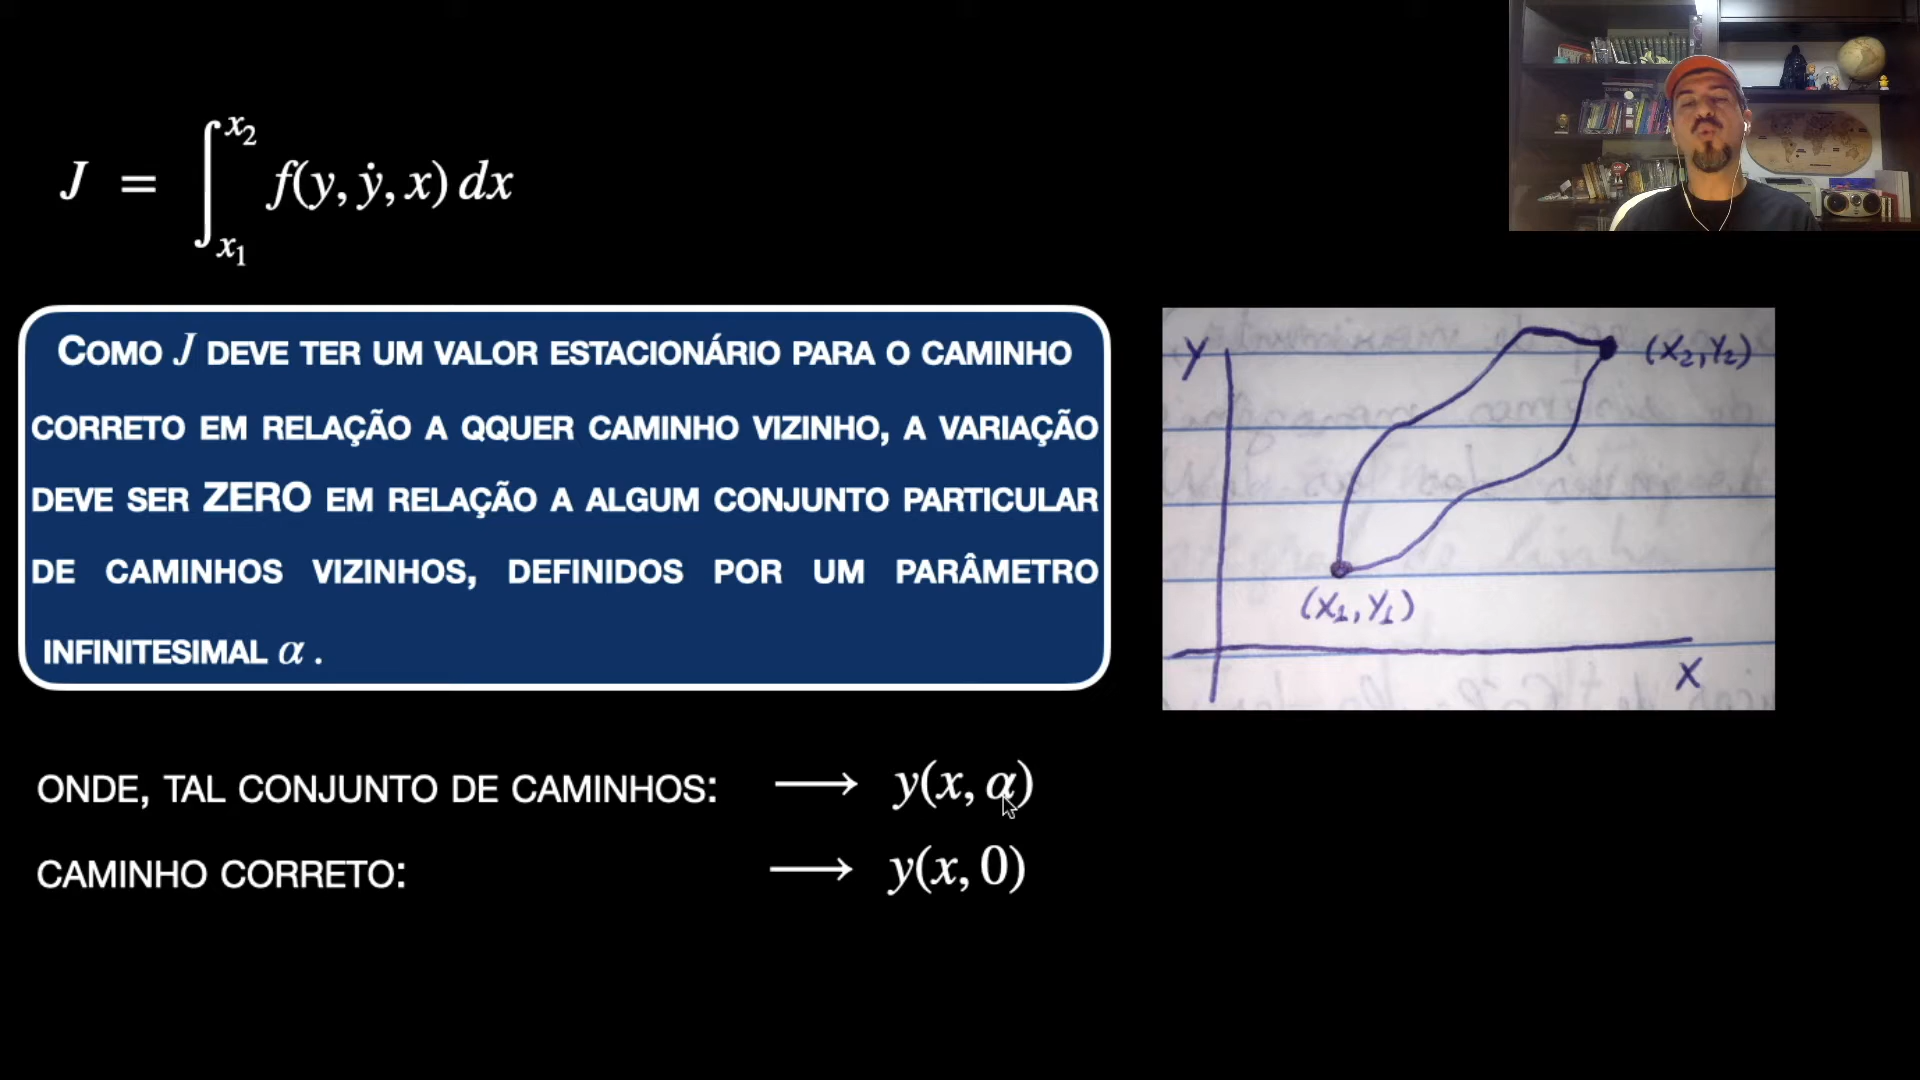 J = ∫_{x₁}^{x₂} f(y, ẏ, x) dx
COMO J DEVE TER UM VALOR ESTACIONÁRIO PARA O CAMINHO
CORRETO EM RELAÇÃO A QQUER CAMINHO VIZINHO, A VARIAÇÃO
DEVE SER ZERO EM RELAÇÃO A ALGUM CONJUNTO PARTICULAR
DE CAMINHOS VIZINHOS, DEFINIDOS POR UM PARÂMETRO
INFINITESIMAL α .
Y
(X₂, Y₂)
(X₁, Y₁)
X
ONDE, TAL CONJUNTO DE CAMINHOS: ⟶ y(x, α)
CAMINHO CORRETO: ⟶ y(x, 0)